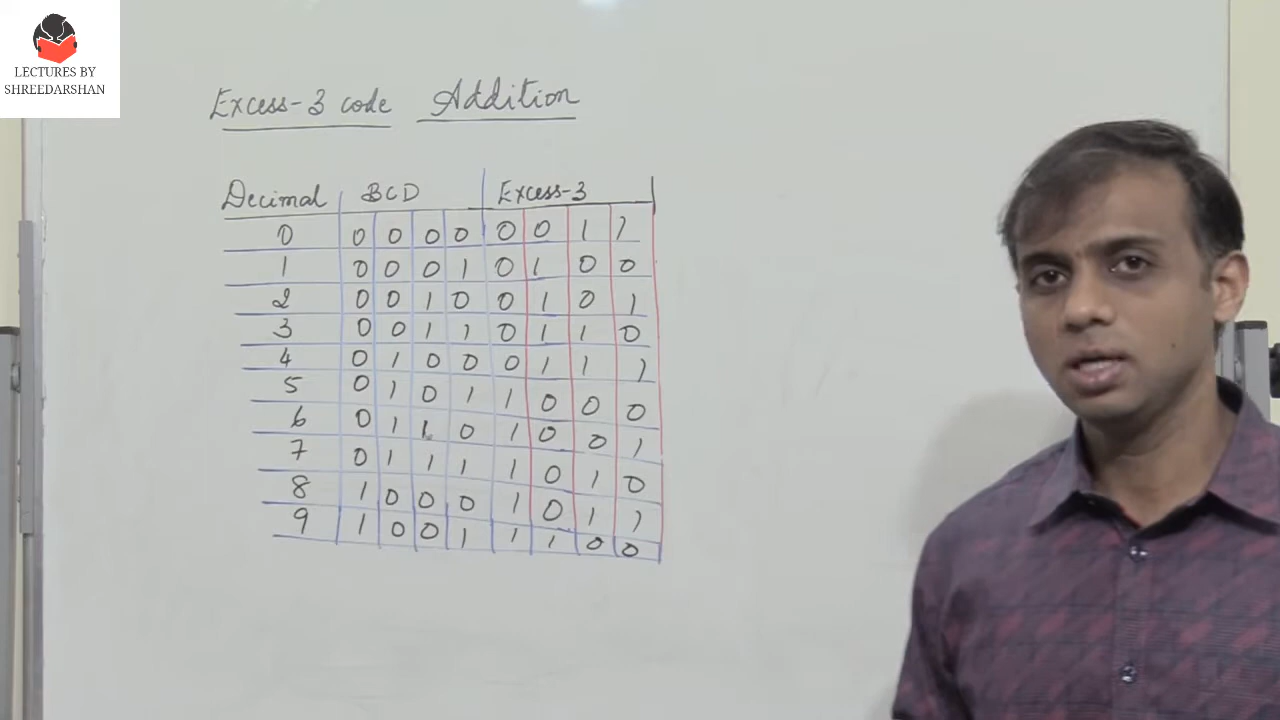 LECTURES BY
SHREEDARSHAN
Excess-3 code Addition
Decimal BCD Excess-3
0 0 0 0 0 0 0 1 1
1 0 0 0 1 0 1 0 0
2 0 0 1 0 0 1 0 1
3 0 0 1 1 0 1 1 0
4 0 1 0 0 0 1 1 1
5 0 1 0 1 1 0 0 0
6 0 1 1 0 1 0 0 1
7 0 1 1 1 1 0 1 0
8 1 0 0 0 1 0 1 1
9 1 0 0 1 1 1 0 0